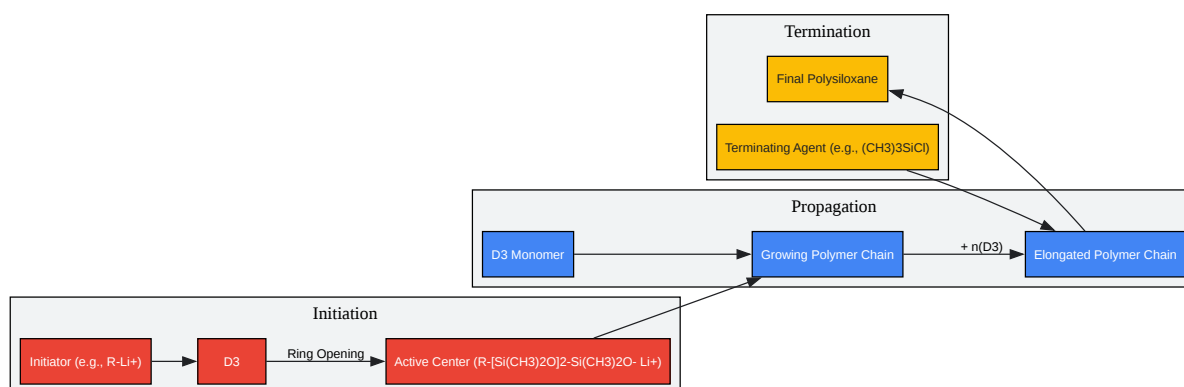 Termination
Final Polysiloxane
Terminating Agent (e.g., (CH3)3SiCl)
Propagation
D3 Monomer
Growing Polymer Chain
+ n(D3)
Elongated Polymer Chain
Initiation
Initiator (e.g., R-Li+)
D3
Ring Opening
Active Center (R-[Si(CH3)2O]2-Si(CH3)2O- Li+)